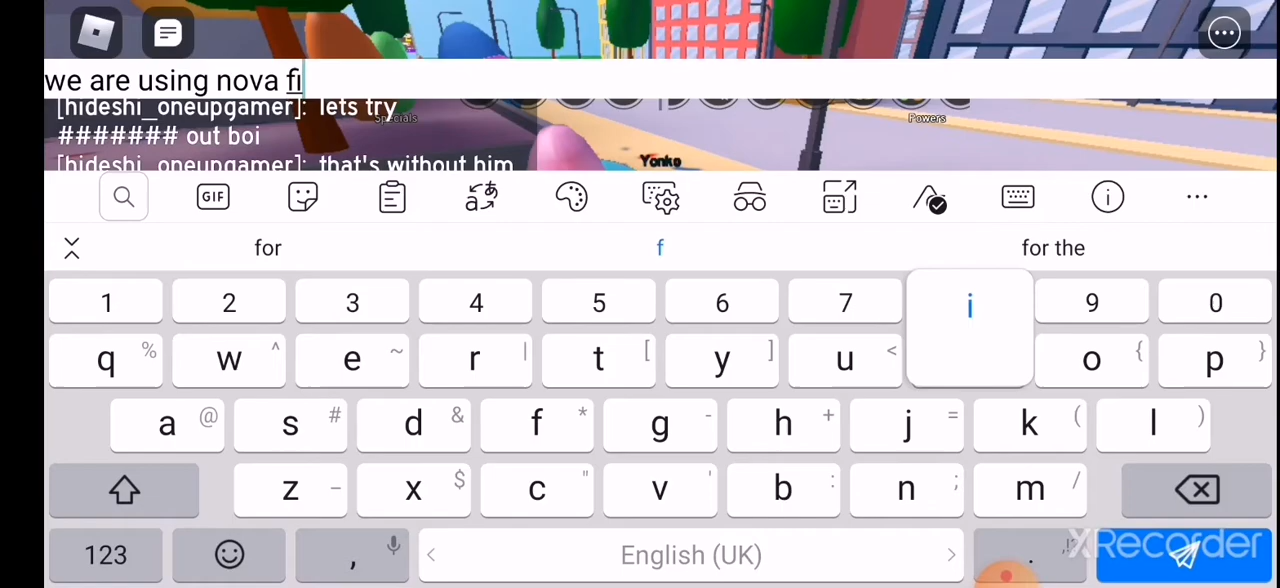 we are using nova fi
[hideshi_oneupgamer]: lets try
Specials
Powers
####### out boi
[hideshi_oneupgamer]: that's without him
Yonko
GIF
for f for the
1 2 3 4 5 6 7 i 9 0
q % w ^ e ~ r | t [ y ] u < o { p }
a @ s # d & f * g - h + j = k ( l )
z _ x $ c " v ' b : n ; m /
123 , < English (UK) > . ,!?
XRecorder